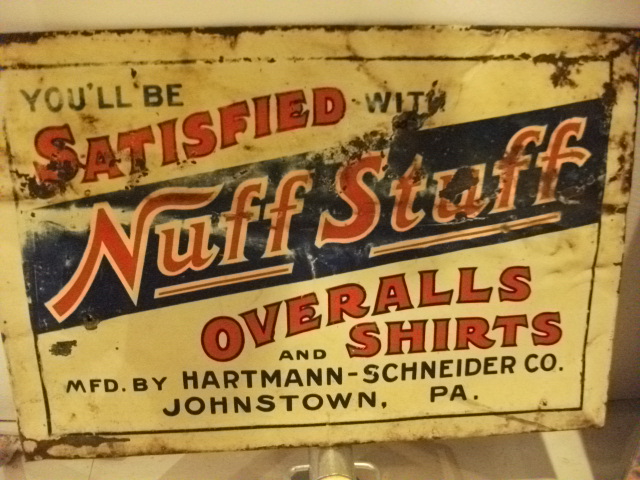 YOU'LL BE
SATISFIED WITH
Nuff Stuff
OVERALLS
AND SHIRTS
MFD. BY HARTMANN-SCHNEIDER CO.
JOHNSTOWN, PA.